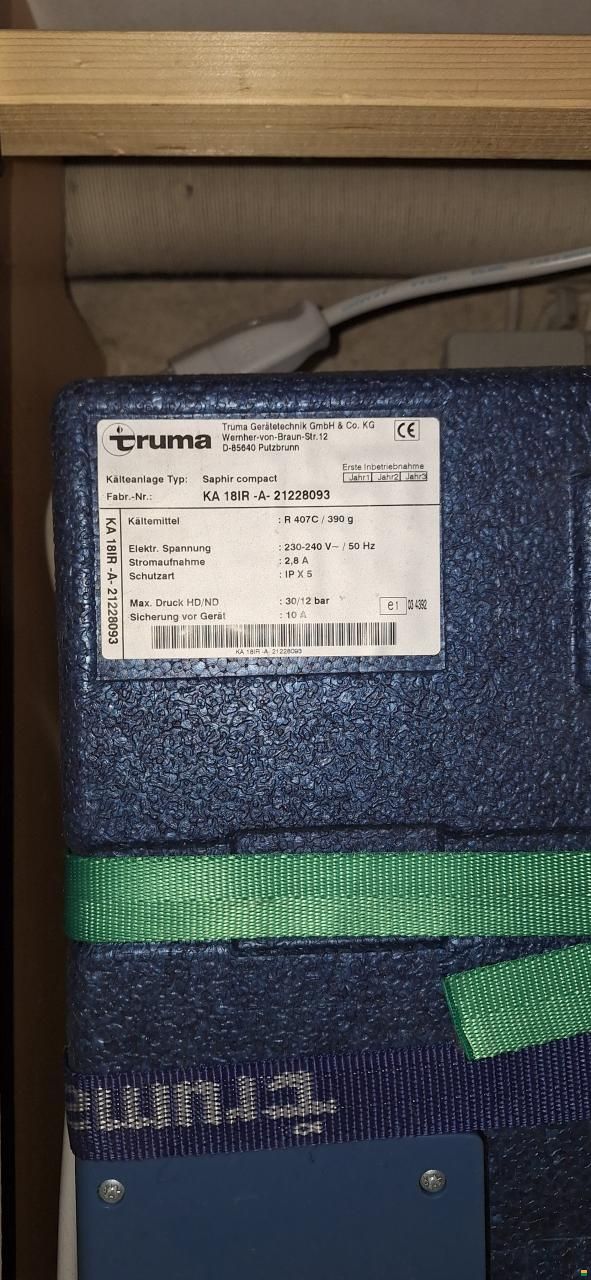 truma
Truma Gerätetechnik GmbH & Co. KG
Wernher-von-Braun-Str.12
D-85640 Putzbrunn
CE
Erste Inbetriebnahme
Jahr1 Jahr2 Jahr3
Kälteanlage Typ: Saphir compact
Fabr.-Nr.: KA 18IR -A- 21228093
KA 18IR -A- 21228093
Kältemittel : R 407C / 390 g
Elektr. Spannung : 230-240 V~ / 50 Hz
Stromaufnahme : 2,8 A
Schutzart : IP X 5
Max. Druck HD/ND : 30/12 bar
e1 03 4392
Sicherung vor Gerät : 10 A
KA 18IR -A- 21228093
truma